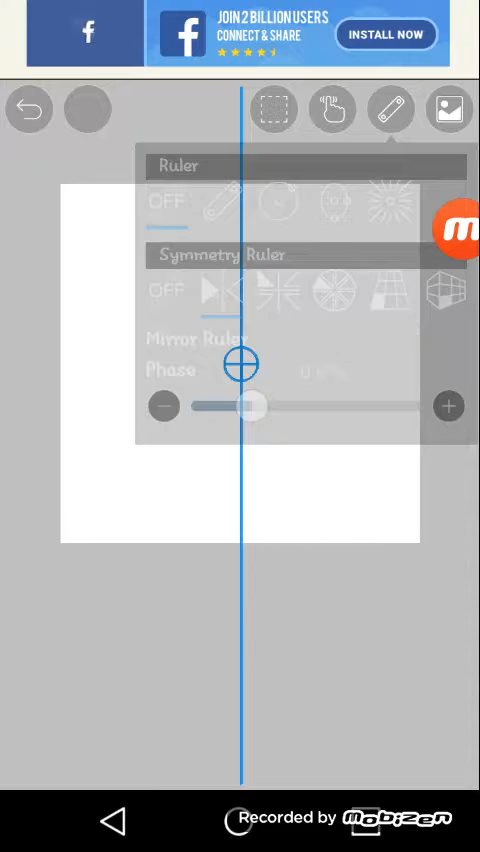 f
JOIN 2 BILLION USERS
CONNECT & SHARE
INSTALL NOW
Ruler
OFF
Symmetry Ruler
OFF
Mirror Ruler
Phase
Recorded by MOBIZEN